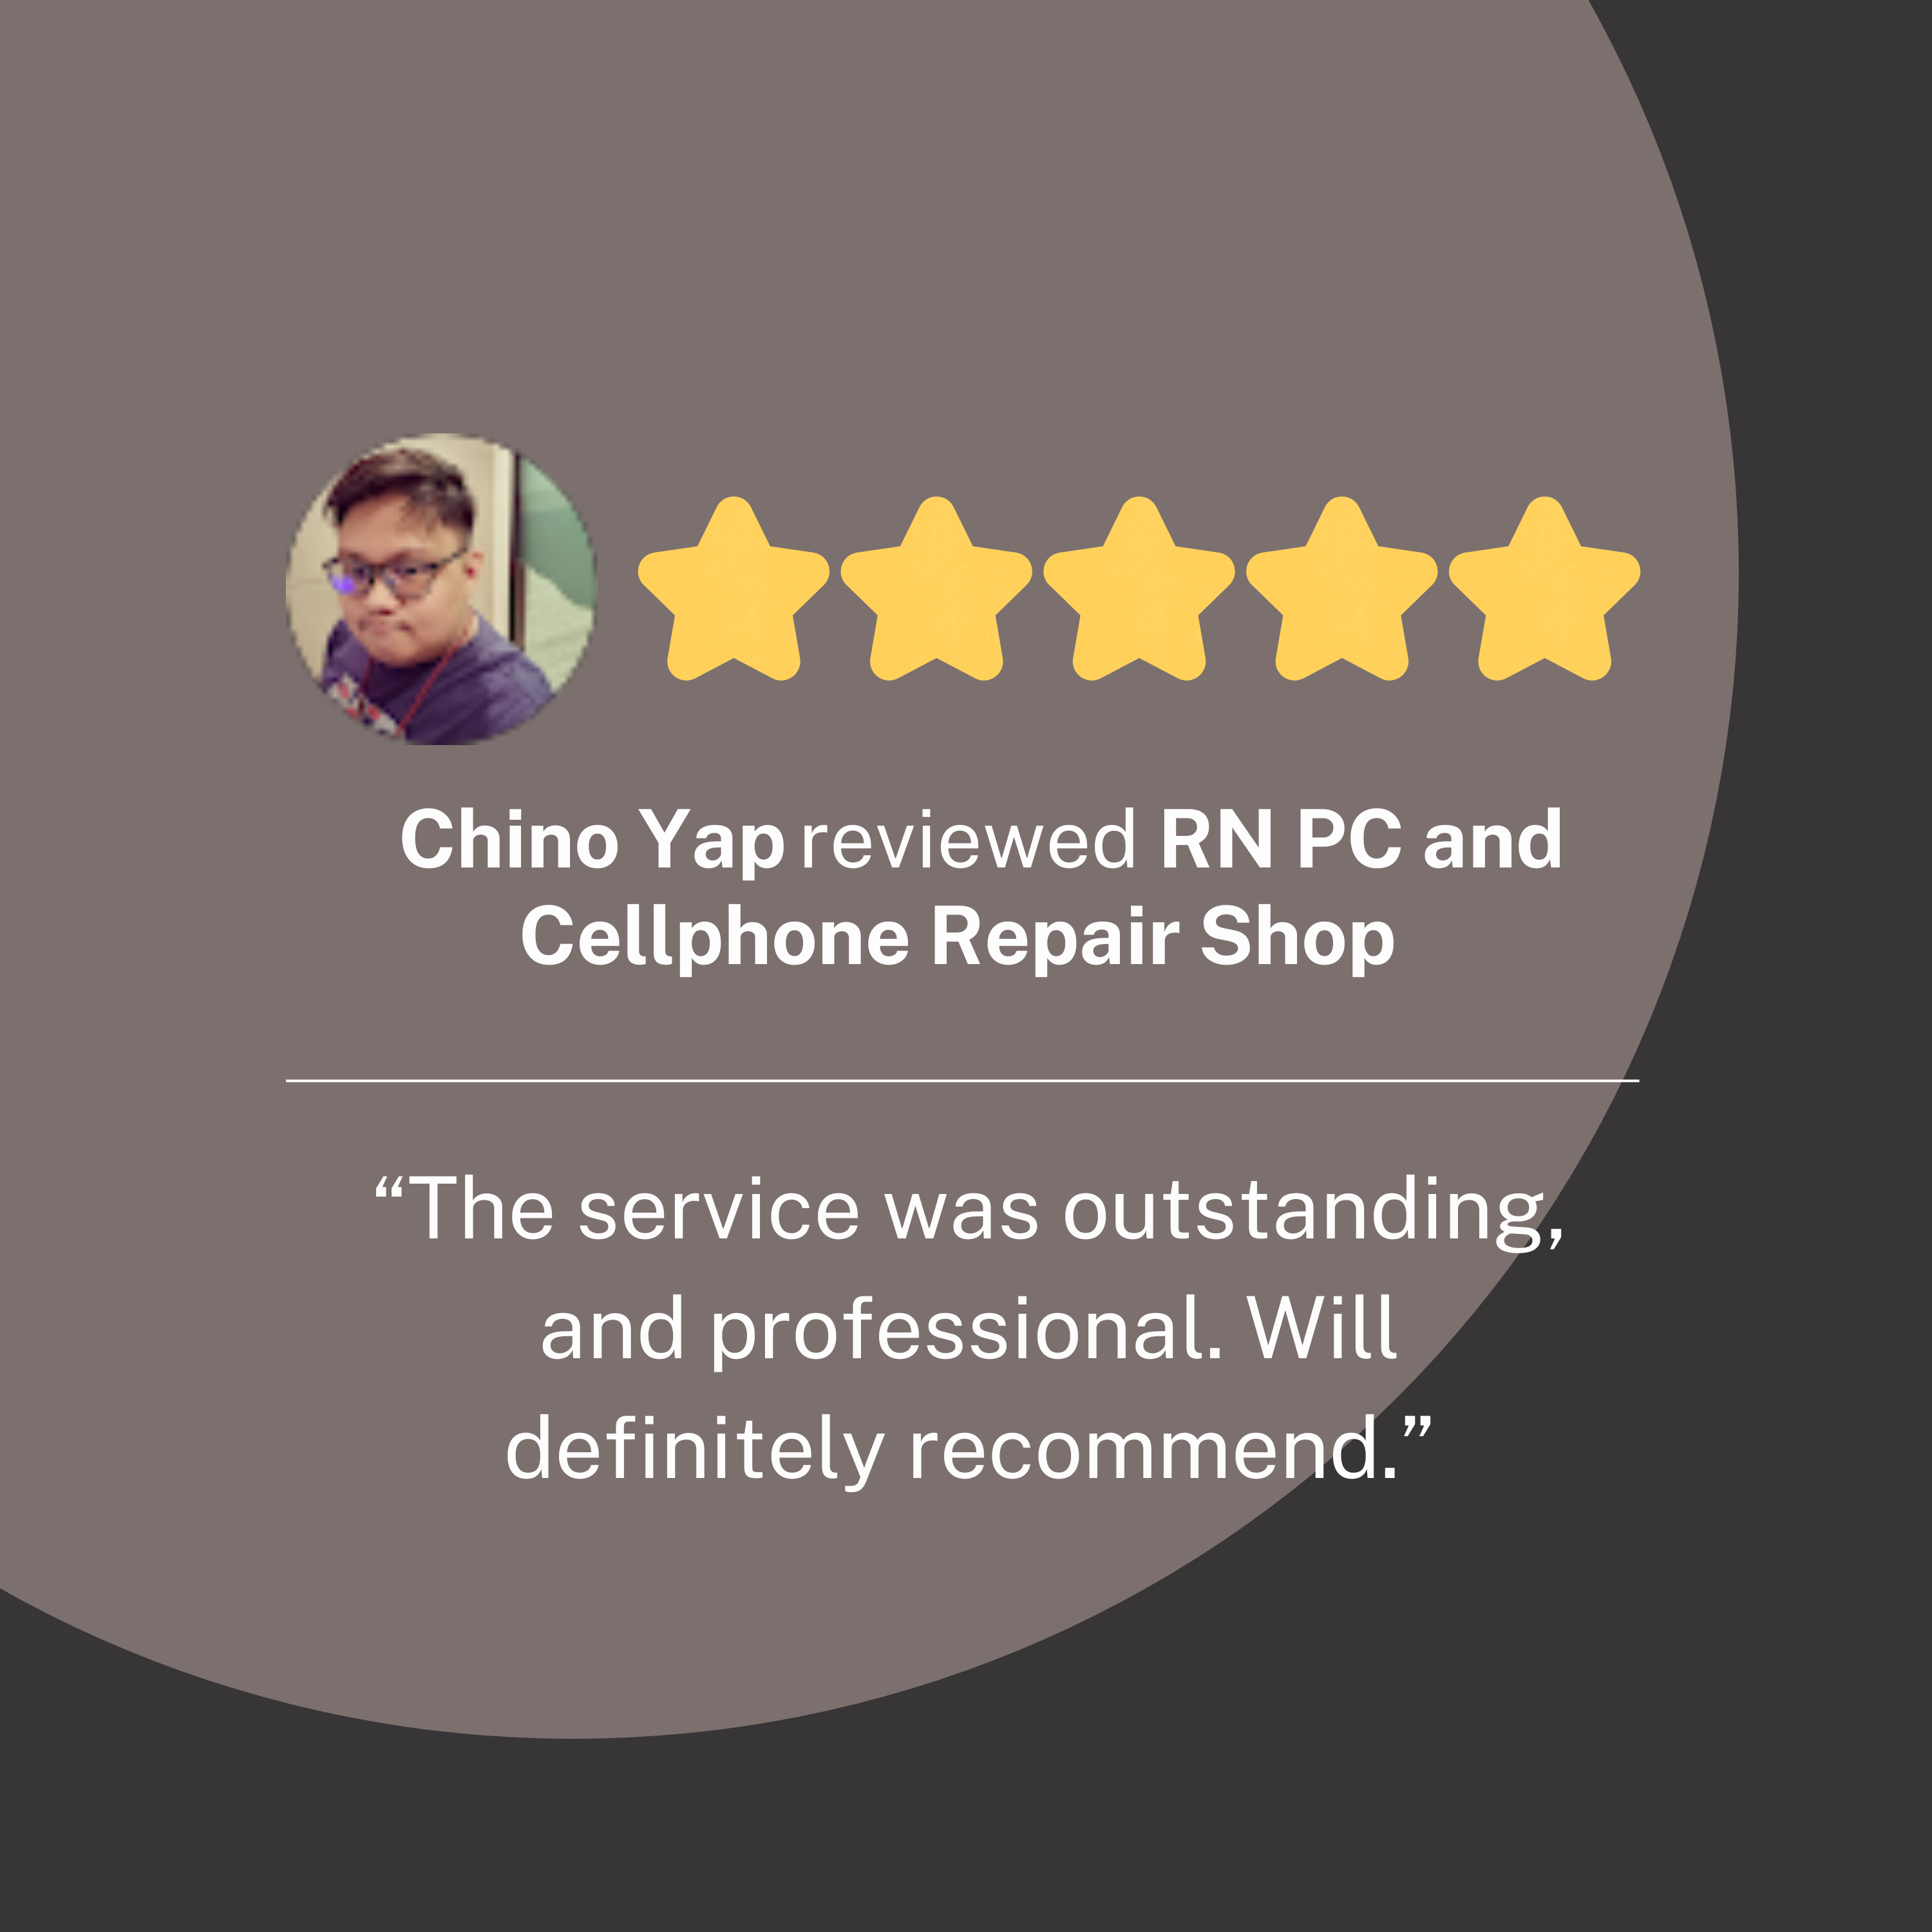 Chino Yap reviewed RN PC and
Cellphone Repair Shop
“The service was outstanding,
and professional. Will
definitely recommend.”